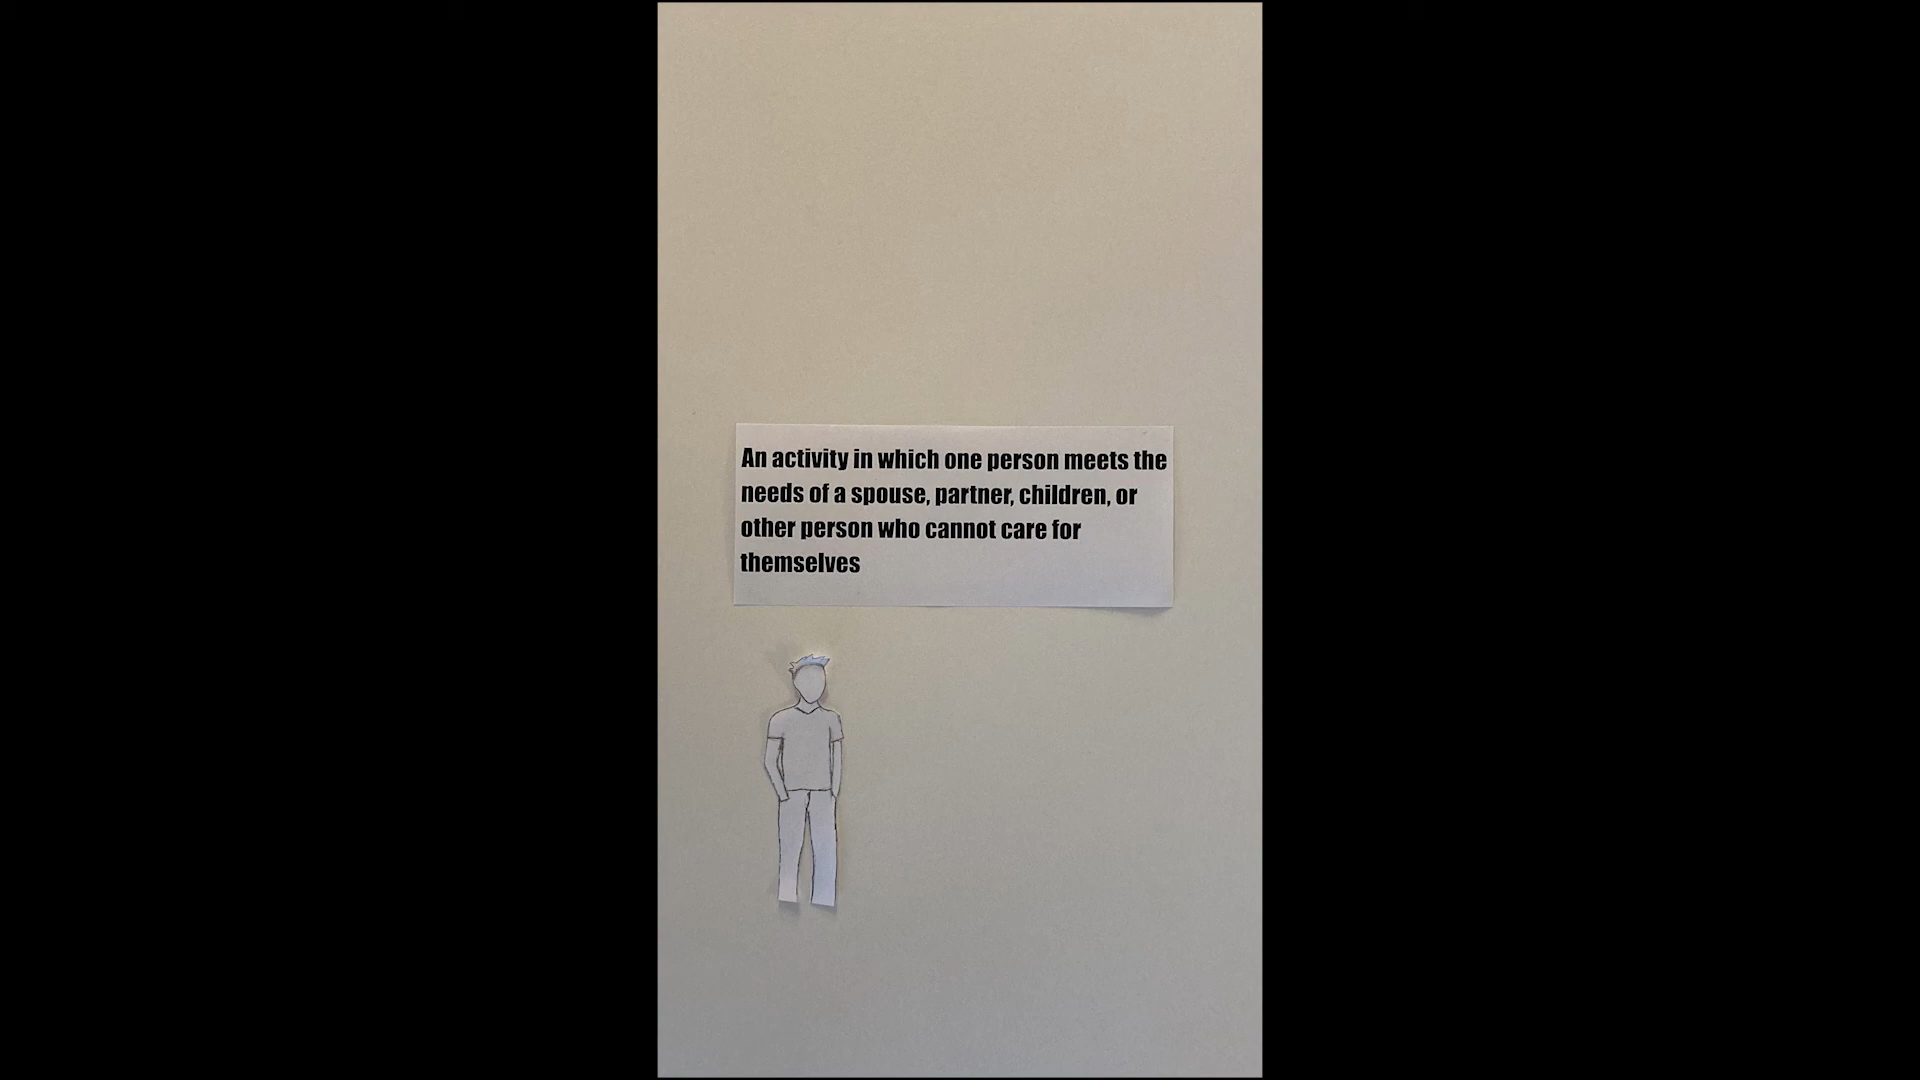 An activity in which one person meets the
needs of a spouse, partner, children, or
other person who cannot care for
themselves